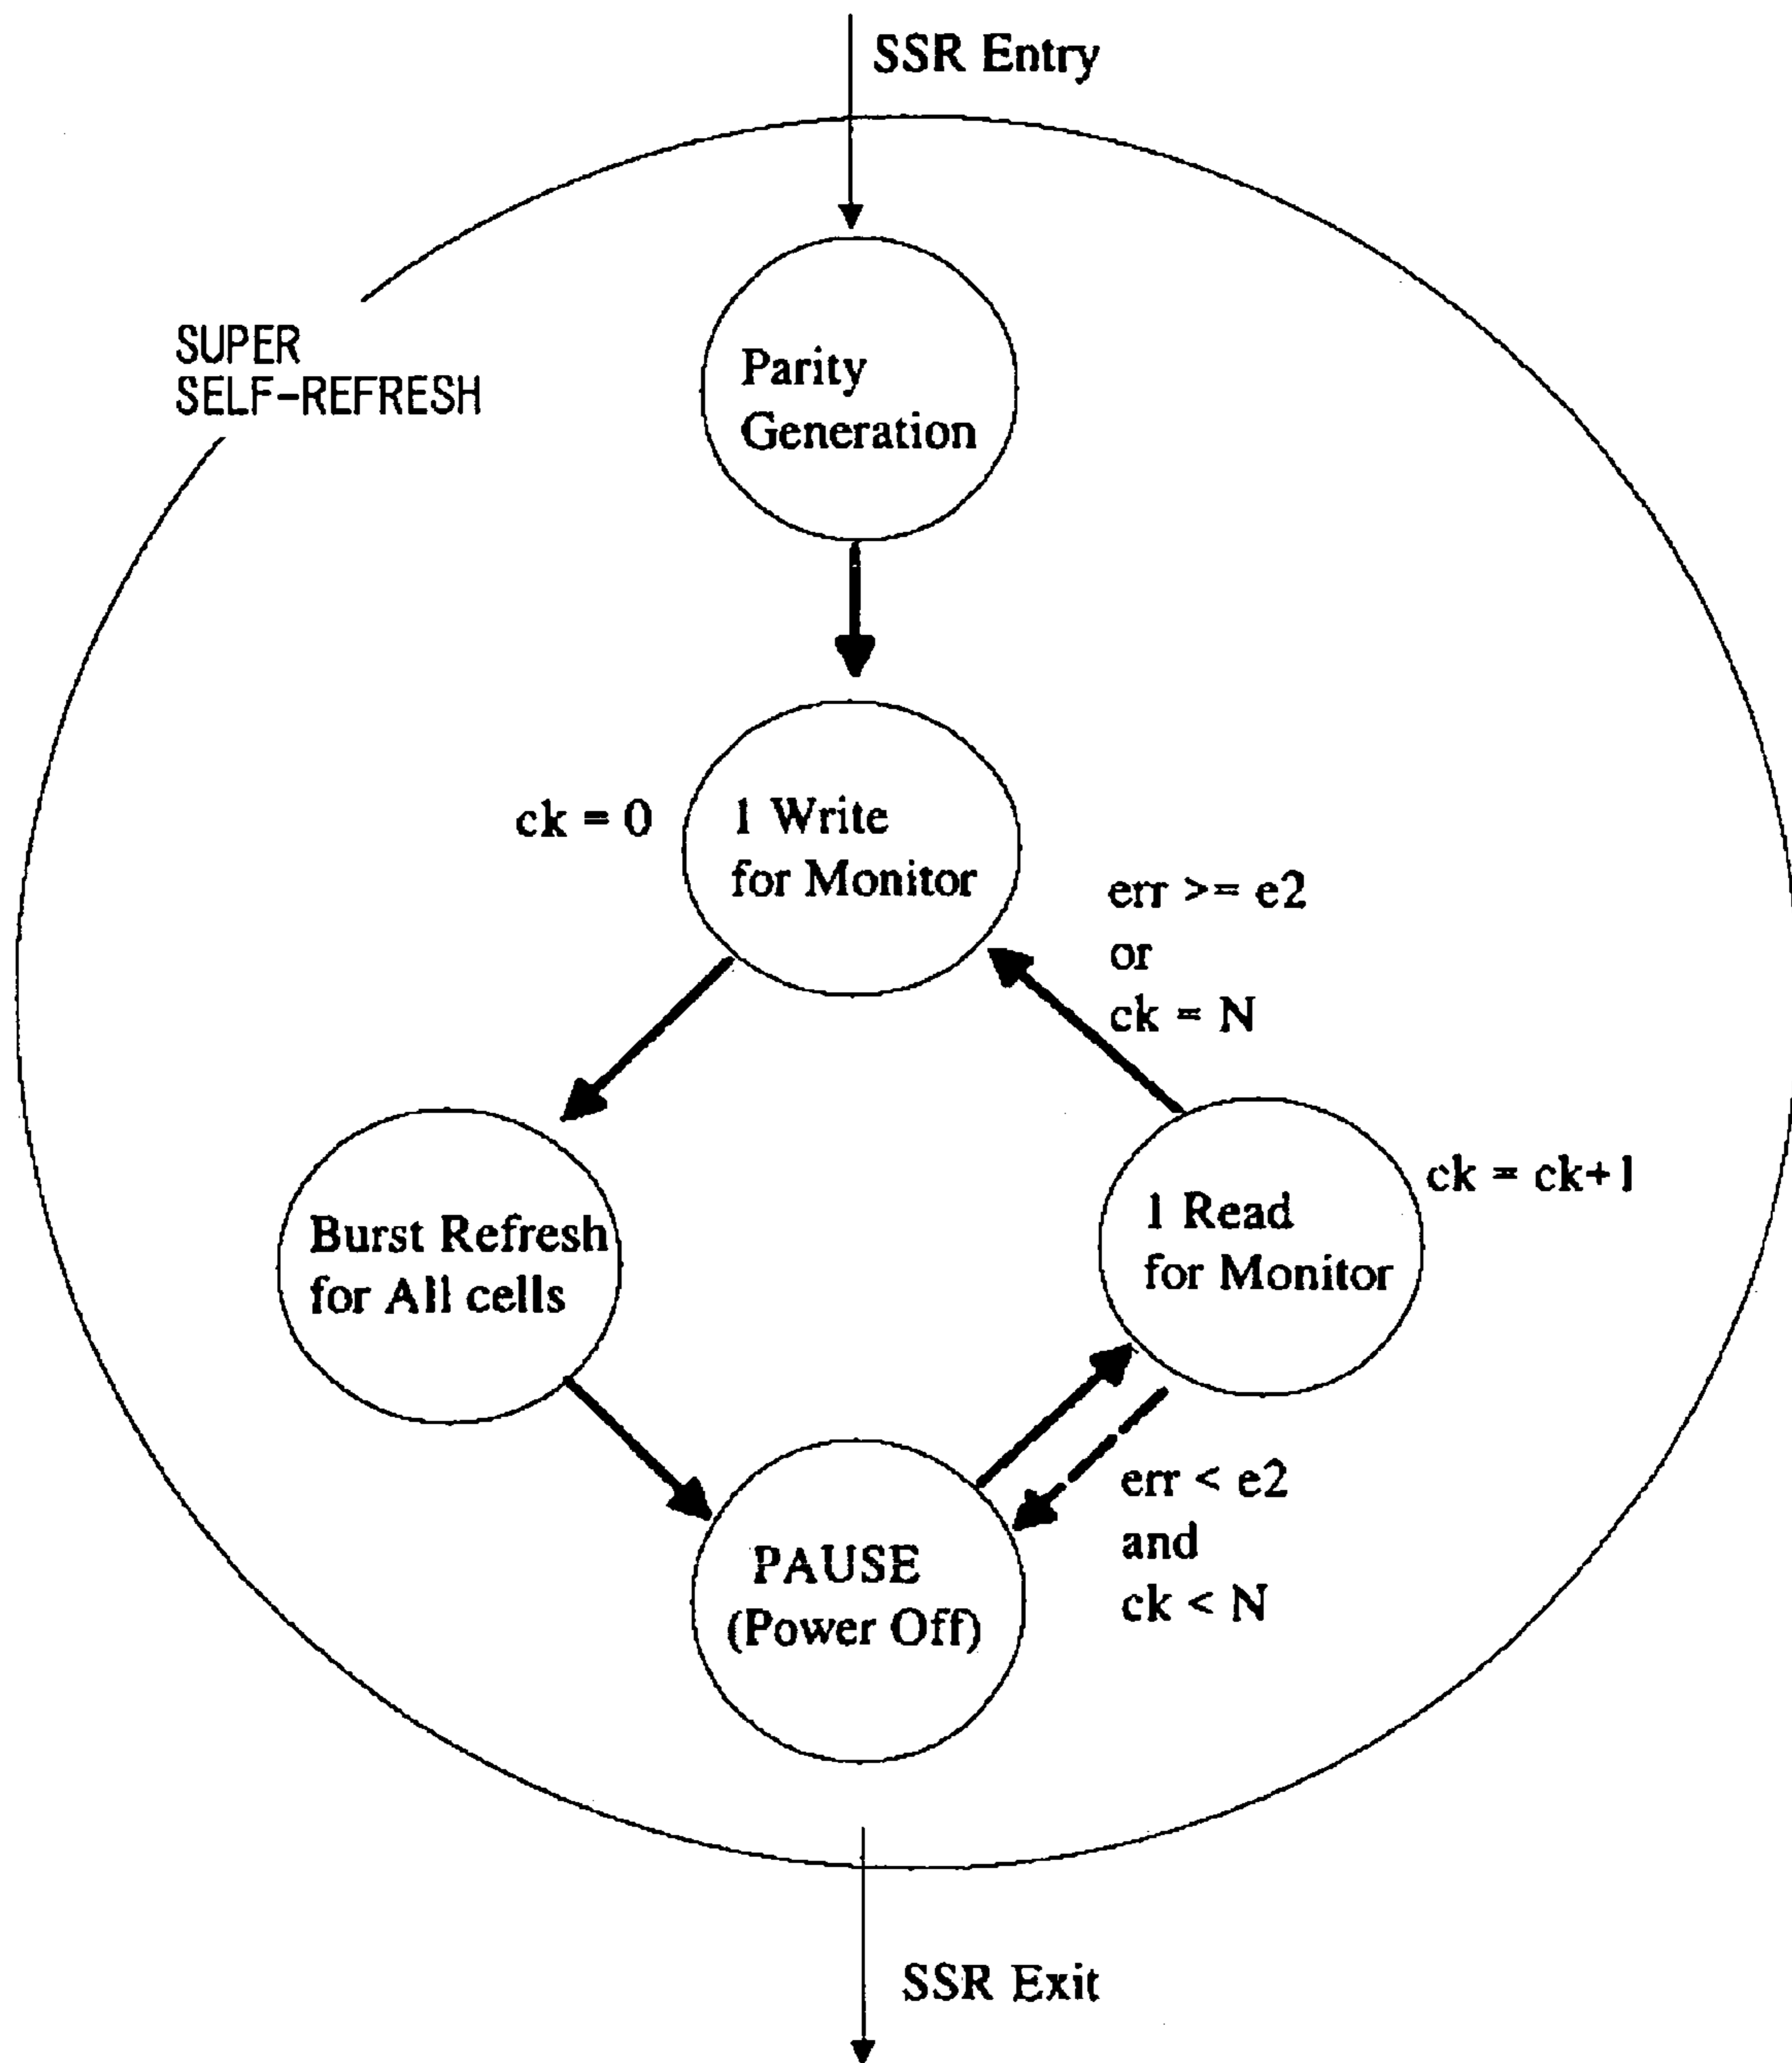 SSR Entry
SUPER
SELF-REFRESH
Parity
Generation
ck = 0
1 Write
for Monitor
err >= e2
or
ck = N
Burst Refresh
for All cells
1 Read
for Monitor
ck = ck+1
err < e2
and
ck < N
PAUSE
(Power Off)
SSR Exit